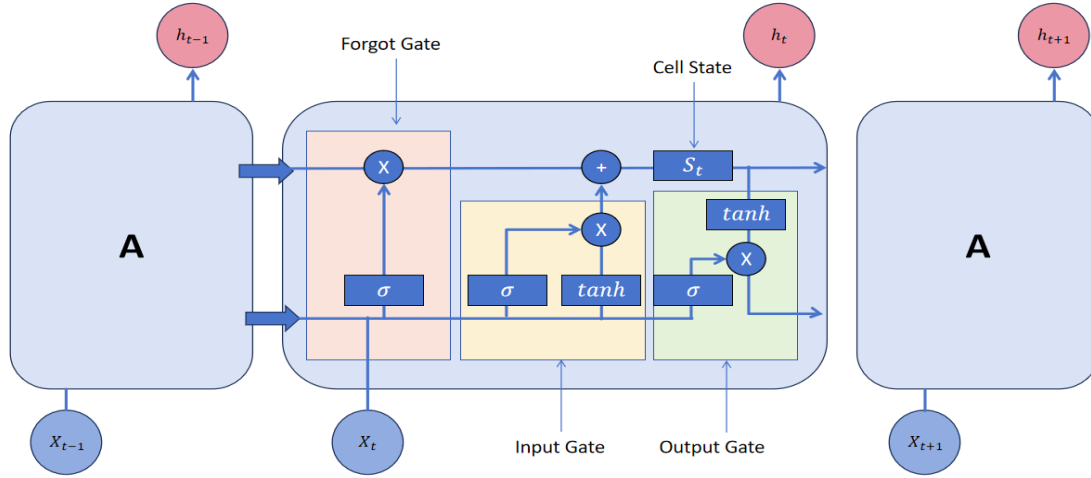 h_{t−1}
h_t
h_{t+1}
Forgot Gate
Cell State
X
+
S_t
A
tanh
X
A
X
σ
σ
tanh
σ
X_{t−1}
X_t
Input Gate
Output Gate
X_{t+1}